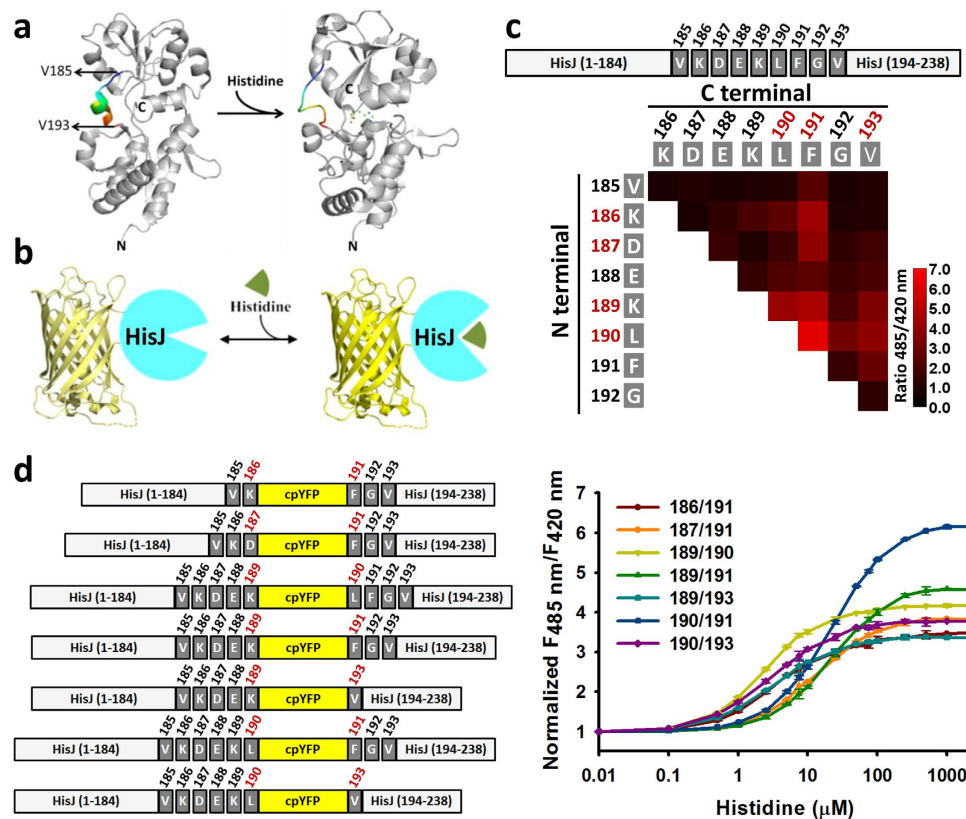 a
V185
V193
C
N
Histidine
C
N
b
HisJ
Histidine
HisJ
c
185 186 187 188 189 190 191 192 193
HisJ (1-184) V K D E K L F G V HisJ (194-238)
C terminal
186 187 188 189 190 191 192 193
K D E K L F G V
N terminal
185 V
186 K
187 D
188 E
189 K
190 L
191 F
192 G
Ratio 485/420 nm
7.0
6.0
5.0
4.0
3.0
2.0
1.0
0.0
d
185 186 191 192 193
HisJ (1-184) V K cpYFP F G V HisJ (194-238)
185 186 187 191 192 193
HisJ (1-184) V K D cpYFP F G V HisJ (194-238)
185 186 187 188 189 190 191 192 193
HisJ (1-184) V K D E K cpYFP L F G V HisJ (194-238)
185 186 187 188 189 191 192 193
HisJ (1-184) V K D E K cpYFP F G V HisJ (194-238)
185 186 187 188 189 193
HisJ (1-184) V K D E K cpYFP V HisJ (194-238)
185 186 187 188 189 190 191 192 193
HisJ (1-184) V K D E K L cpYFP F G V HisJ (194-238)
185 186 187 188 189 190 193
HisJ (1-184) V K D E K L cpYFP V HisJ (194-238)
Normalized F485 nm/F420 nm
7
6
5
4
3
2
1
186/191
187/191
189/190
189/191
189/193
190/191
190/193
0.01 0.1 1 10 100 1000
Histidine (μM)